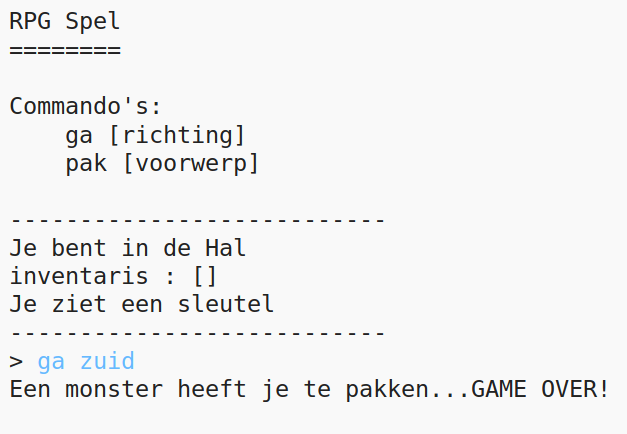 RPG Spel
========
Commando's:
    ga [richting]
    pak [voorwerp]
---------------------------
Je bent in de Hal
inventaris : []
Je ziet een sleutel
---------------------------
> ga zuid
Een monster heeft je te pakken...GAME OVER!